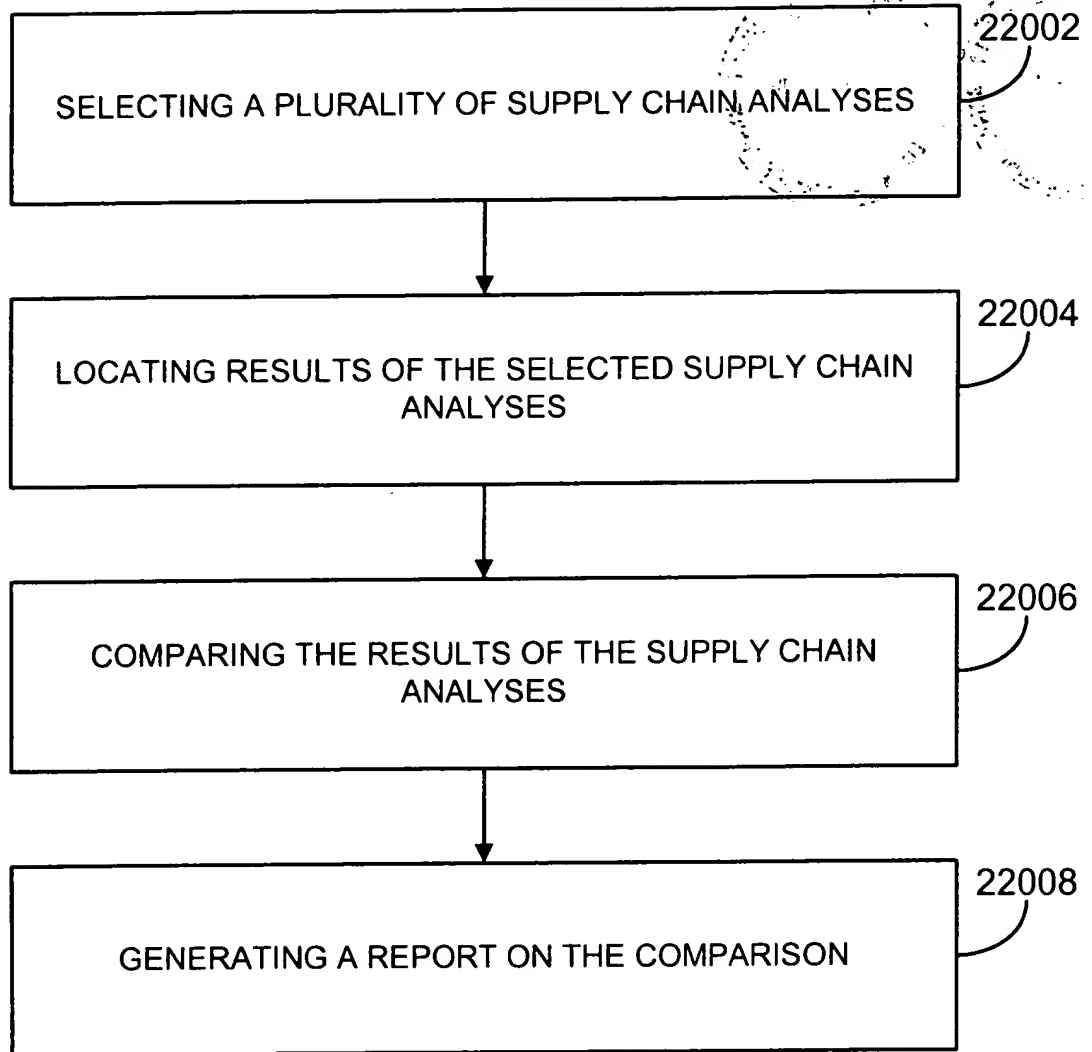 22002
SELECTING A PLURALITY OF SUPPLY CHAIN ANALYSES
22004
LOCATING RESULTS OF THE SELECTED SUPPLY CHAIN
ANALYSES
22006
COMPARING THE RESULTS OF THE SUPPLY CHAIN
ANALYSES
22008
GENERATING A REPORT ON THE COMPARISON